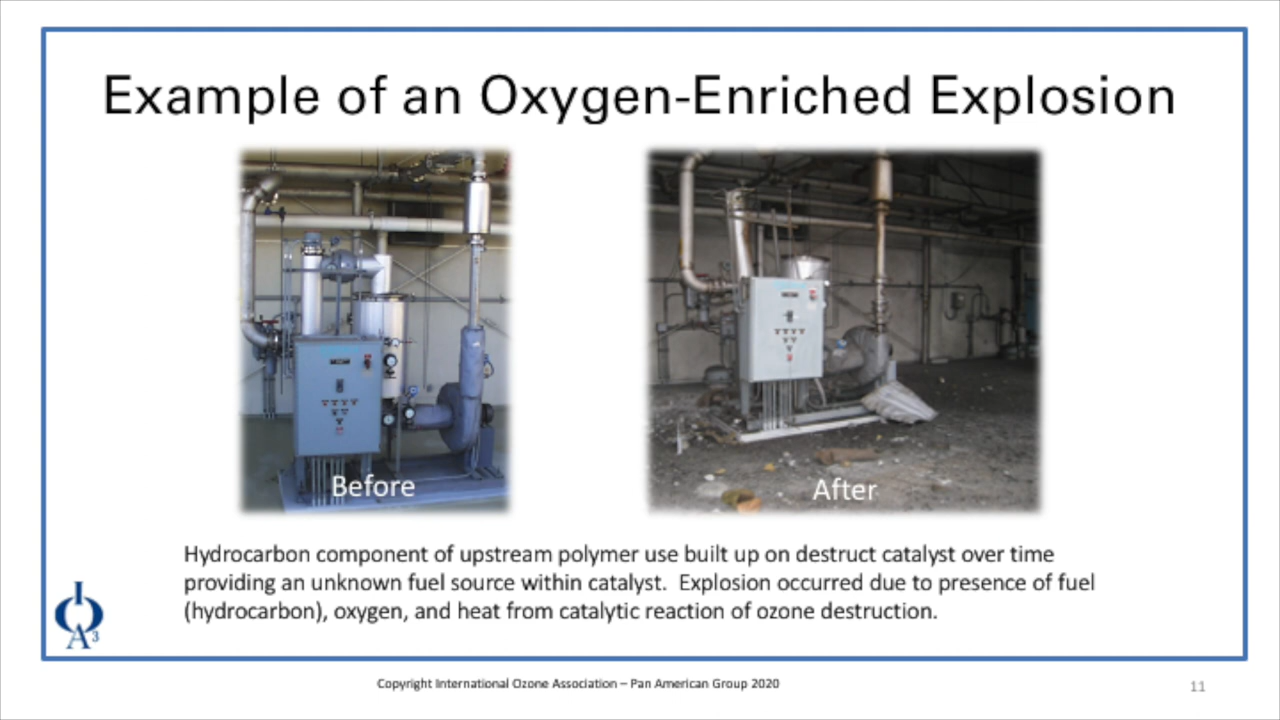 Example of an Oxygen-Enriched Explosion
Before
After
Hydrocarbon component of upstream polymer use built up on destruct catalyst over time
providing an unknown fuel source within catalyst.  Explosion occurred due to presence of fuel
(hydrocarbon), oxygen, and heat from catalytic reaction of ozone destruction.
IOA3
Copyright International Ozone Association – Pan American Group 2020
11